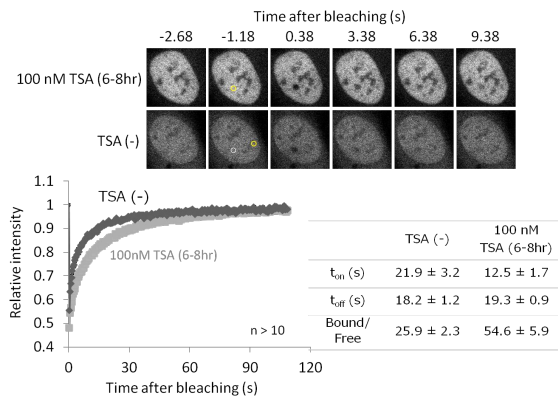 Time after bleaching (s)
-2.68 -1.18 0.38 3.38 6.38 9.38
100 nM TSA (6-8hr)
TSA (-)
1.1
1
0.9
0.8
0.7
0.6
0.5
0.4
Relative intensity
TSA (-)
100nM TSA (6-8hr)
n > 10
0 30 60 90 120
Time after bleaching (s)
TSA (-) 100 nM TSA (6-8hr)
ton (s) 21.9 ± 3.2 12.5 ± 1.7
toff (s) 18.2 ± 1.2 19.3 ± 0.9
Bound/Free 25.9 ± 2.3 54.6 ± 5.9